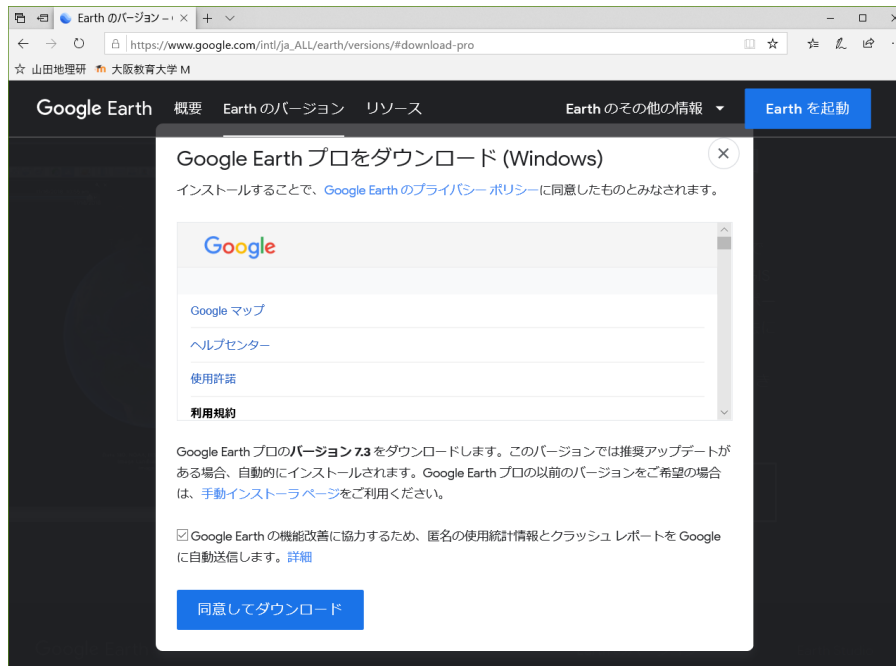 Earth のバージョン –
https://www.google.com/intl/ja_ALL/earth/versions/#download-pro
山田地理研 大阪教育大学 M
Google Earth 概要 Earth のバージョン リソース Earth のその他の情報 Earth を起動
Google Earth プロをダウンロード (Windows)
インストールすることで、Google Earth のプライバシー ポリシーに同意したものとみなされます。
Google
Google マップ
ヘルプセンター
使用許諾
利用規約
Google Earth プロのバージョン 7.3 をダウンロードします。このバージョンでは推奨アップデートが
ある場合、自動的にインストールされます。Google Earth プロの以前のバージョンをご希望の場合
は、手動インストーラ ページをご利用ください。
Google Earth の機能改善に協力するため、匿名の使用統計情報とクラッシュ レポートを Google
に自動送信します。詳細
同意してダウンロード